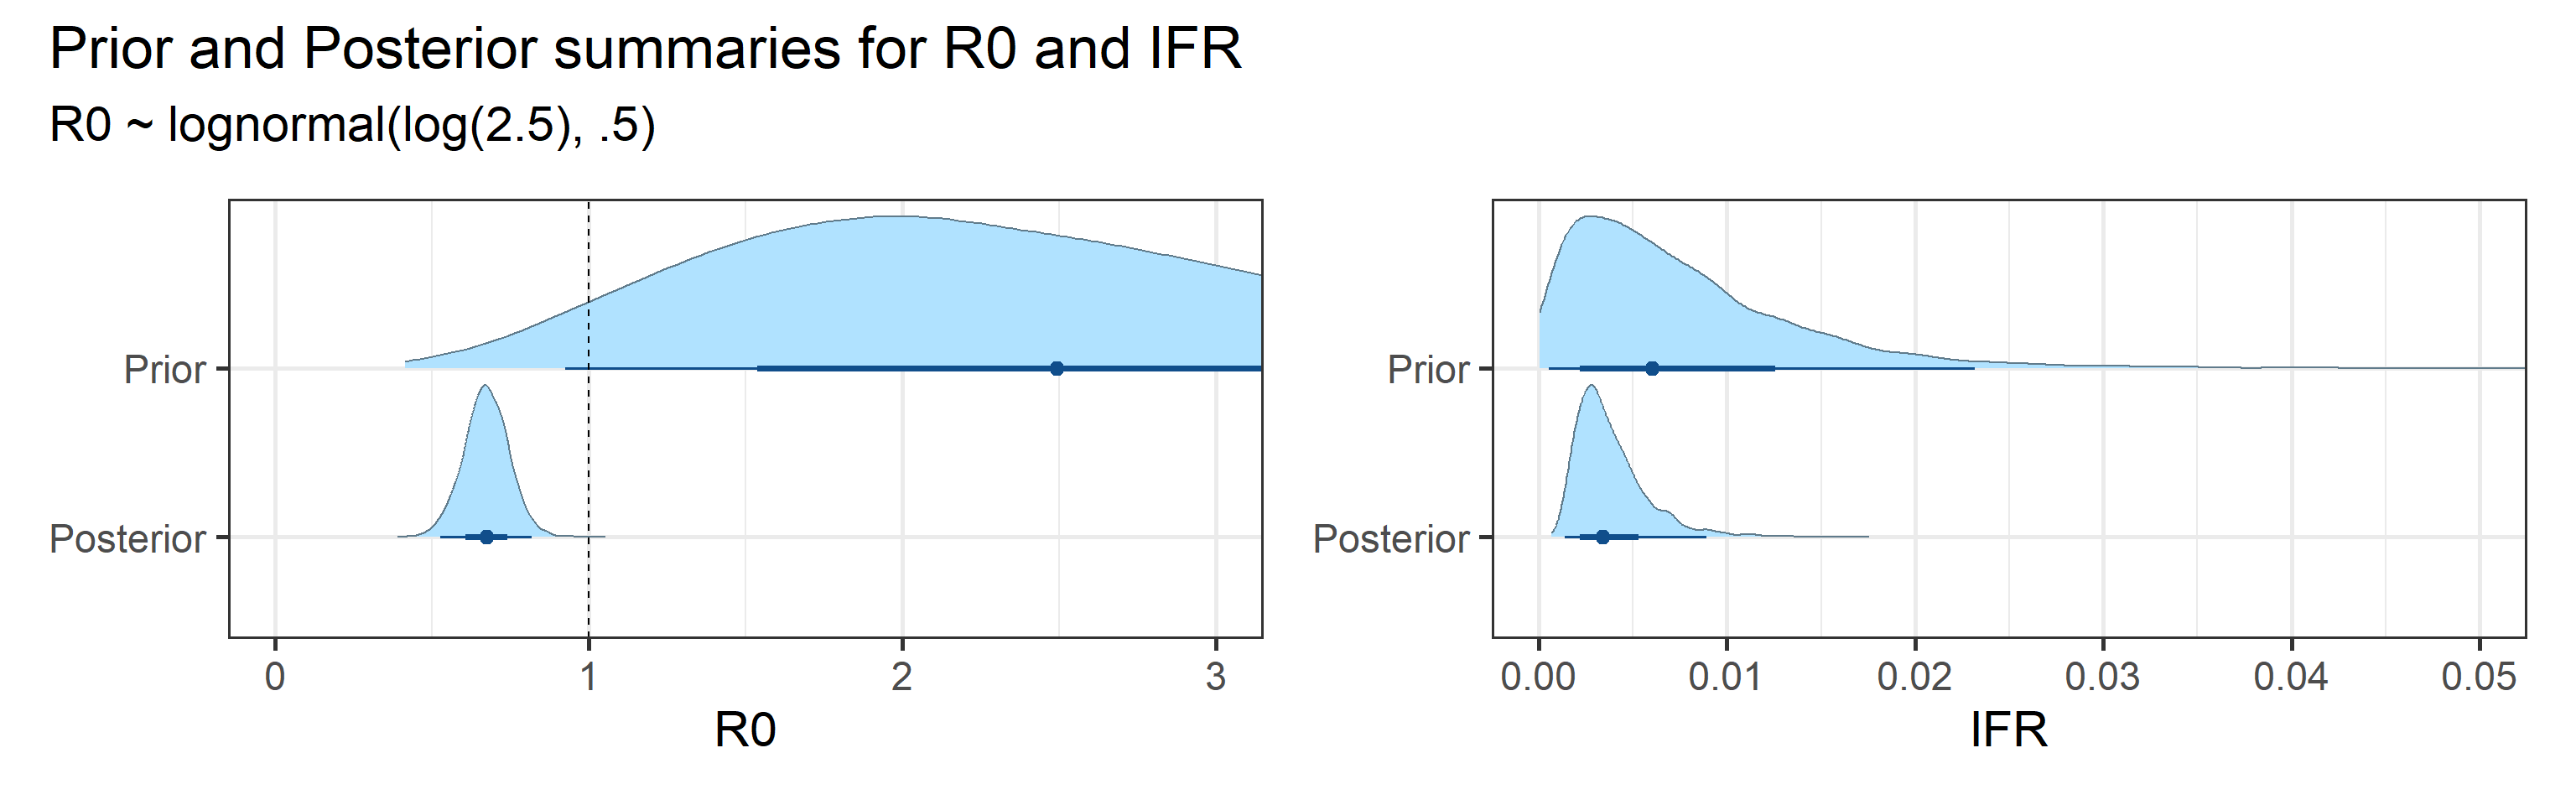 Prior and Posterior summaries for R0 and IFR
R0 ~ lognormal(log(2.5), .5)
Prior
Posterior
0 1 2 3
R0
Prior
Posterior
0.00 0.01 0.02 0.03 0.04 0.05
IFR